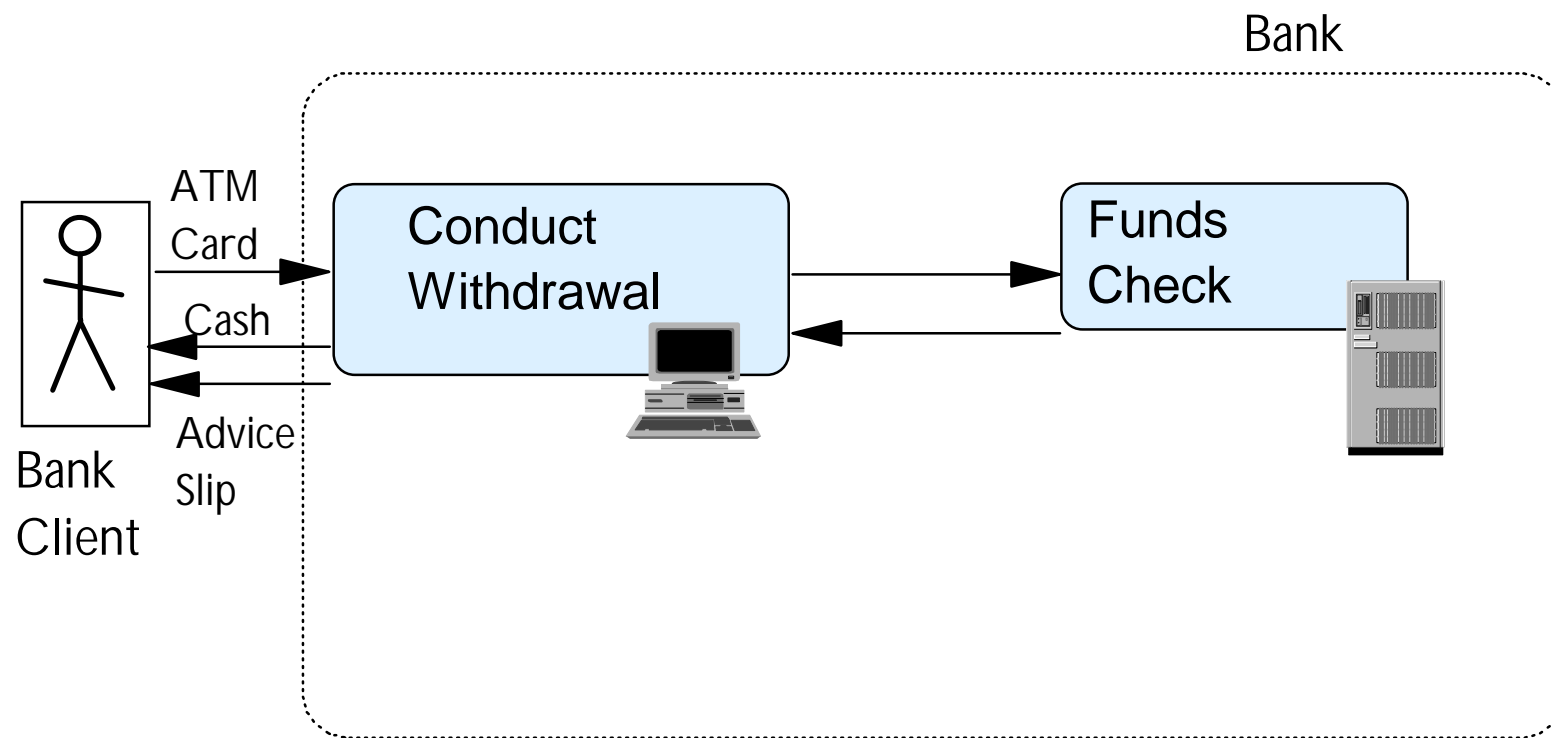 Bank
ATM
Card
Cash
Advice
Slip
Bank
Client
Conduct
Withdrawal
Funds
Check